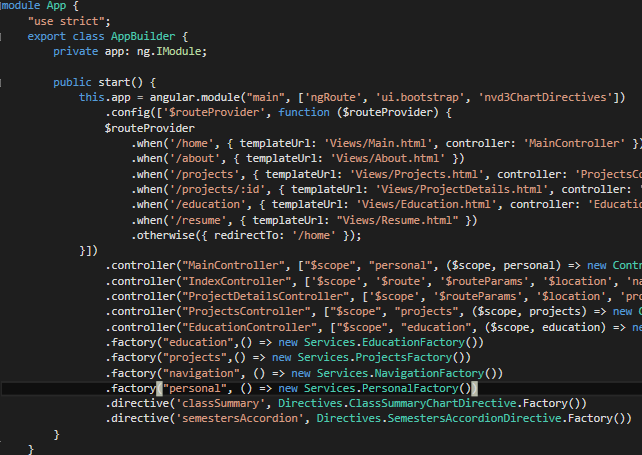 module App {
"use strict";
export class AppBuilder {
private app: ng.IModule;
public start() {
this.app = angular.module("main", ['ngRoute', 'ui.bootstrap', 'nvd3ChartDirectives'])
.config(['$routeProvider', function ($routeProvider) {
$routeProvider
.when('/home', { templateUrl: 'Views/Main.html', controller: 'MainController' })
.when('/about', { templateUrl: 'Views/About.html' })
.when('/projects', { templateUrl: 'Views/Projects.html', controller: 'ProjectsCo
.when('/projects/:id', { templateUrl: 'Views/ProjectDetails.html', controller: '
.when('/education', { templateUrl: 'Views/Education.html', controller: 'Educatio
.when('/resume', { templateUrl: "Views/Resume.html" })
.otherwise({ redirectTo: '/home' });
}])
.controller("MainController", ["$scope", "personal", ($scope, personal) => new Contr
.controller("IndexController", ['$scope', '$route', '$routeParams', '$location', 'na
.controller("ProjectDetailsController", ['$scope', '$routeParams', '$location', 'pro
.controller("ProjectsController", ["$scope", "projects", ($scope, projects) => new C
.controller("EducationController", ["$scope", "education", ($scope, education) => ne
.factory("education",() => new Services.EducationFactory())
.factory("projects",() => new Services.ProjectsFactory())
.factory("navigation", () => new Services.NavigationFactory())
.factory("personal", () => new Services.PersonalFactory())
.directive('classSummary', Directives.ClassSummaryChartDirective.Factory())
.directive('semestersAccordion', Directives.SemestersAccordionDirective.Factory())
}
}